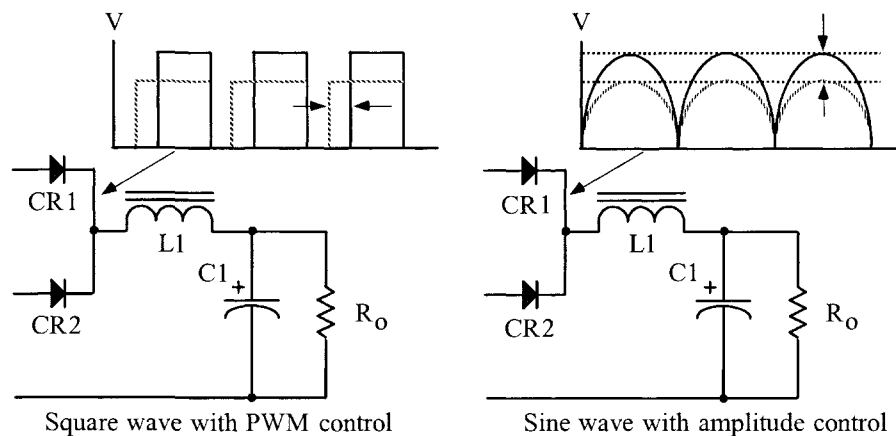 V
CR1
L1
C1
+
CR2
Ro
Square wave with PWM control
V
CR1
L1
C1
+
CR2
Ro
Sine wave with amplitude control